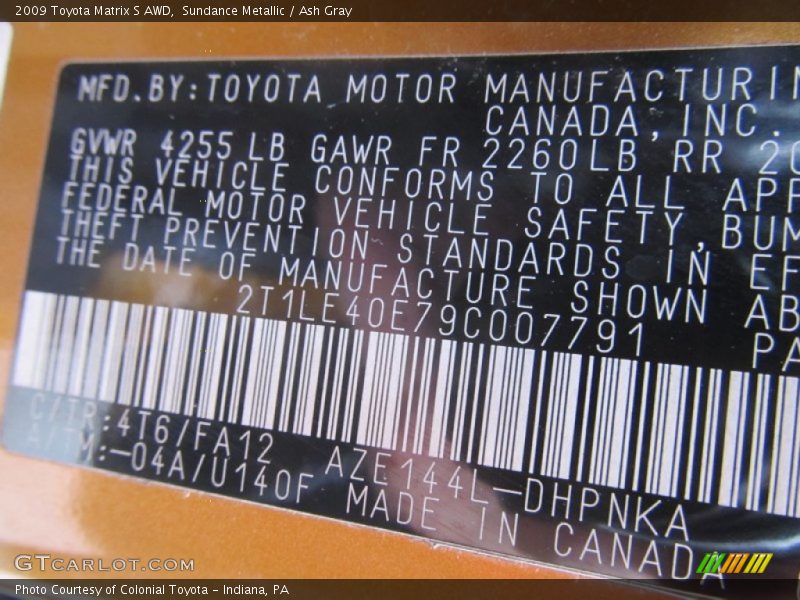 2009 Toyota Matrix S AWD,  Sundance Metallic / Ash Gray
MFD.BY:TOYOTA MOTOR MANUFACTURIN
CANADA,INC.
GVWR 4255 LB GAWR FR 2260LB RR 20
THIS VEHICLE CONFORMS TO ALL APP
FEDERAL MOTOR VEHICLE SAFETY,BUM
THEFT PREVENTION STANDARDS IN EF
THE DATE OF MANUFACTURE SHOWN AB
2T1LE40E79C007791
PA
C/TR:4T6/FA12 AZE144L-DHPNKA
A/TM:-04A/U140F MADE IN CANADA
GTCARLOT.COM
Photo Courtesy of Colonial Toyota - Indiana, PA